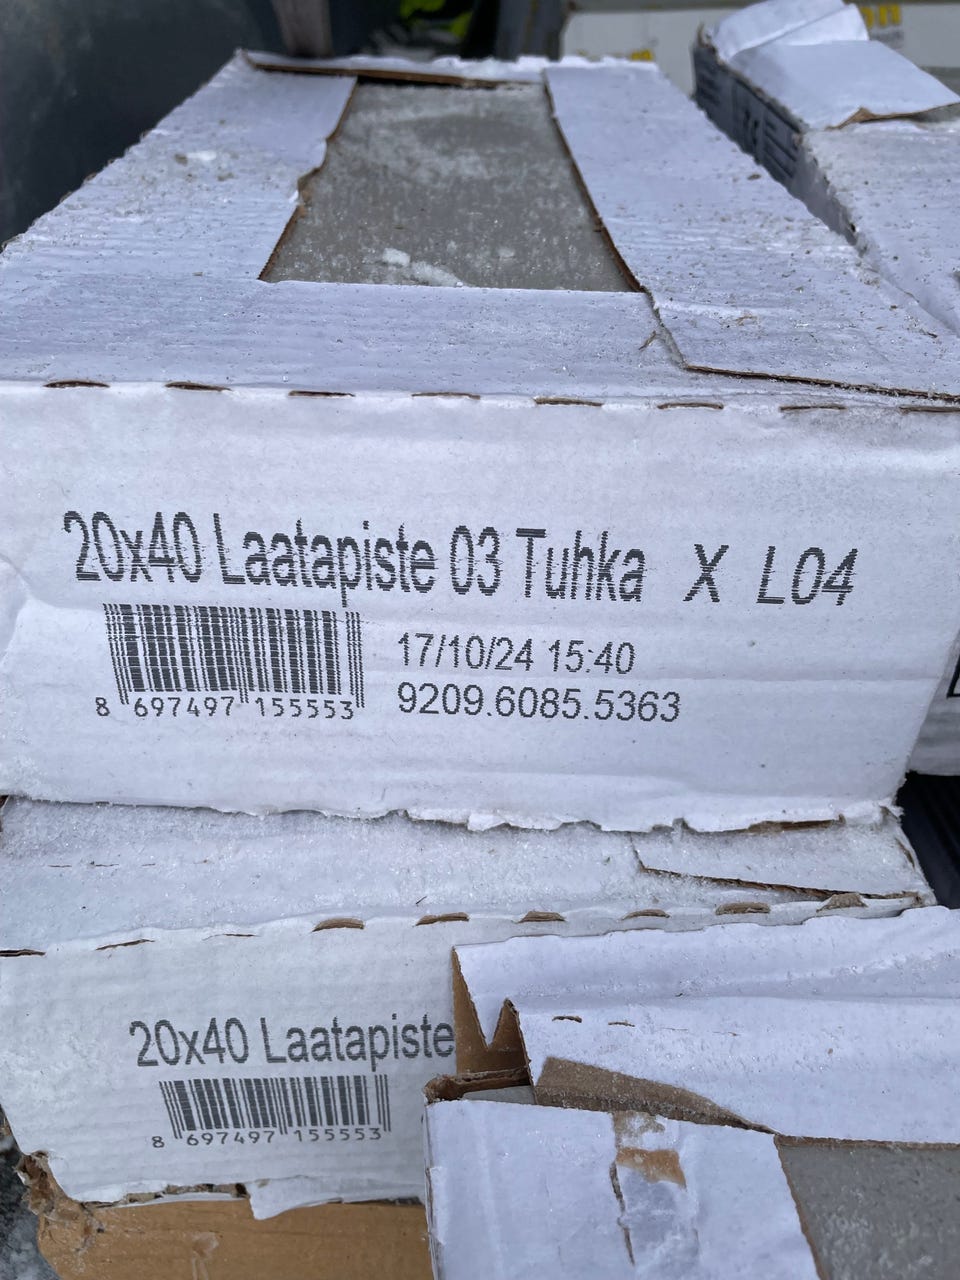 20x40 Laatapiste 03 Tuhka X L04
17/10/24 15:40
8 697497 155553
9209.6085.5363
20x40 Laatapiste
8 697497 155553